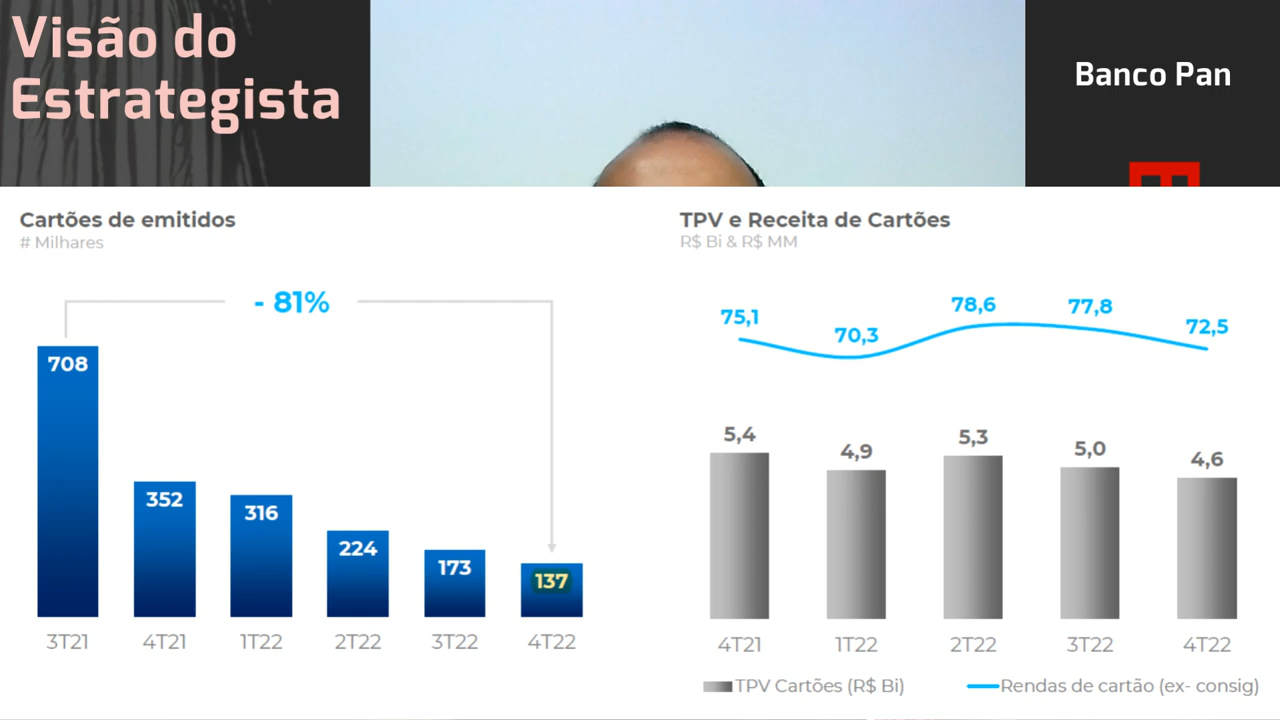 Visão do
Estrategista
Banco Pan
Cartões de emitidos
# Milhares
- 81%
708
352
316
224
173
137
3T21
4T21
1T22
2T22
3T22
4T22
TPV e Receita de Cartões
R$ Bi & R$ MM
75,1
70,3
78,6
77,8
72,5
5,4
4,9
5,3
5,0
4,6
4T21
1T22
2T22
3T22
4T22
TPV Cartões (R$ Bi)
Rendas de cartão (ex- consig)